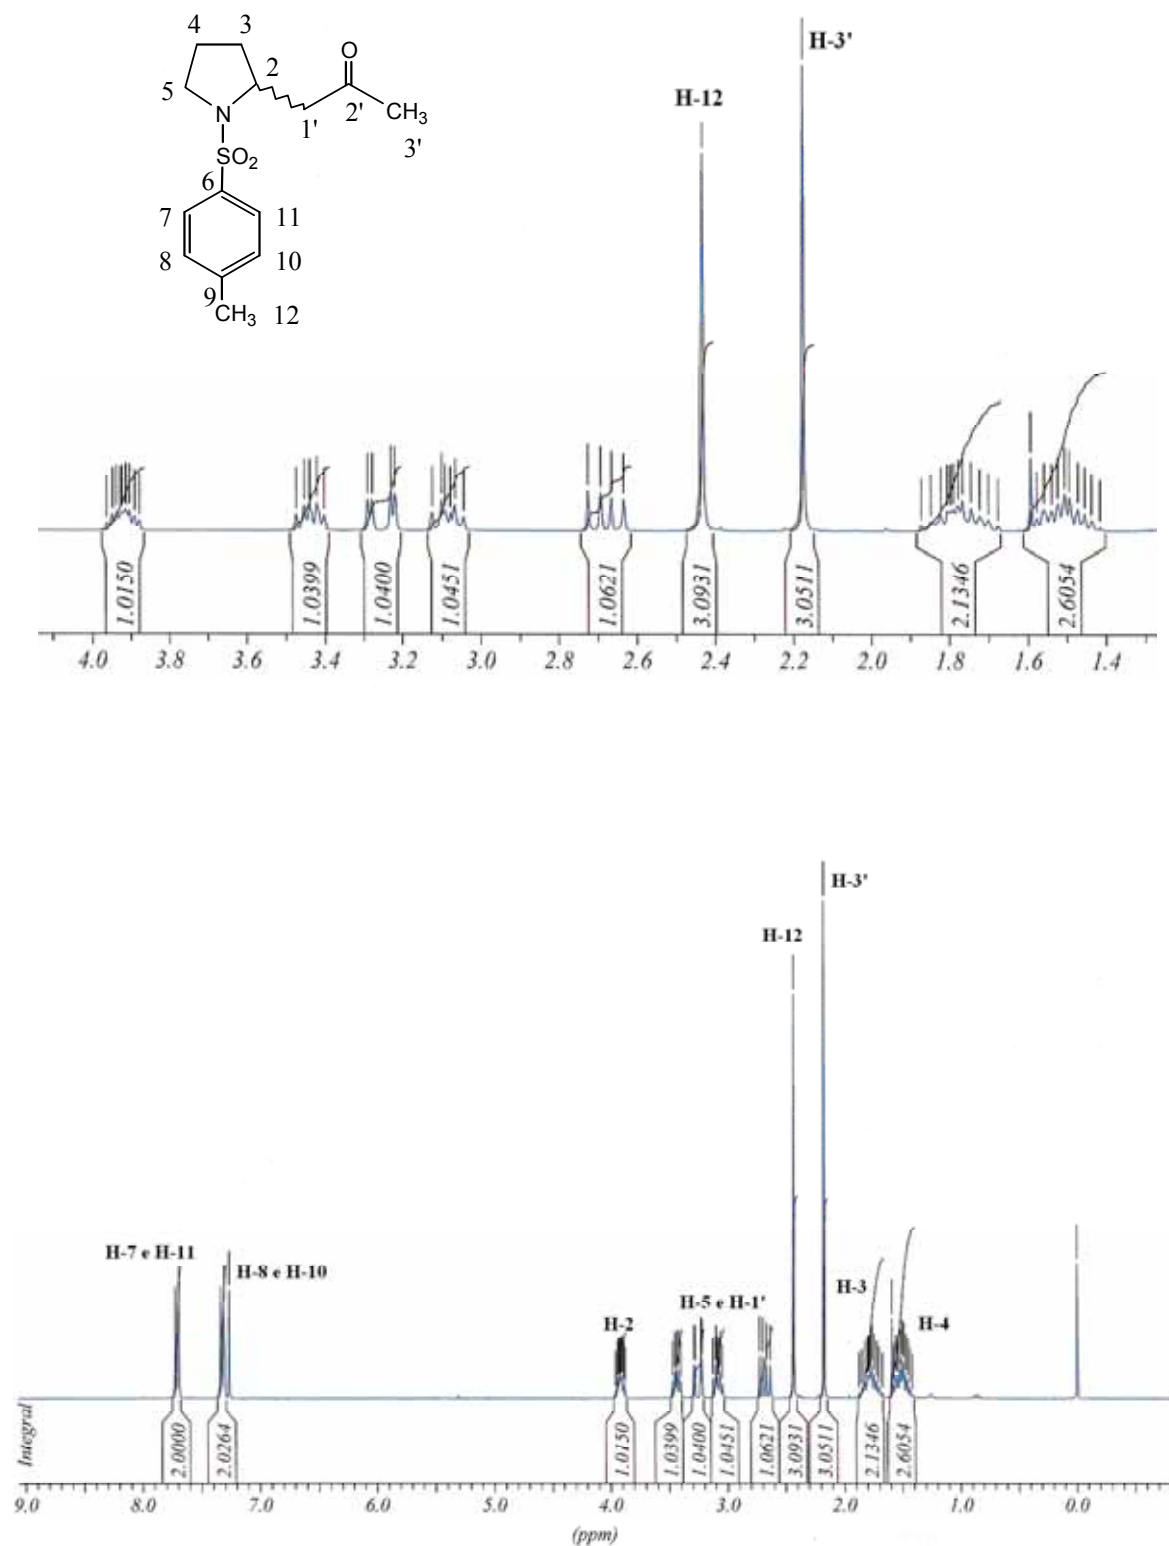 4 3
O
2
5
N
1'
2'
CH3
3'
SO2
6
7 11
8 10
9
CH3 12
H-3'
H-12
1.0150
1.0399
1.0400
1.0451
1.0621
3.0931
3.0511
2.1346
2.6054
4.0 3.8 3.6 3.4 3.2 3.0 2.8 2.6 2.4 2.2 2.0 1.8 1.6 1.4
H-3'
H-12
H-7 e H-11
H-8 e H-10
H-2
H-5 e H-1'
H-3
H-4
Integral
2.0000
2.0264
1.0150
1.0399
1.0400
1.0451
1.0621
3.0931
3.0511
2.1346
2.6054
9.0 8.0 7.0 6.0 5.0 4.0 3.0 2.0 1.0 0.0
(ppm)